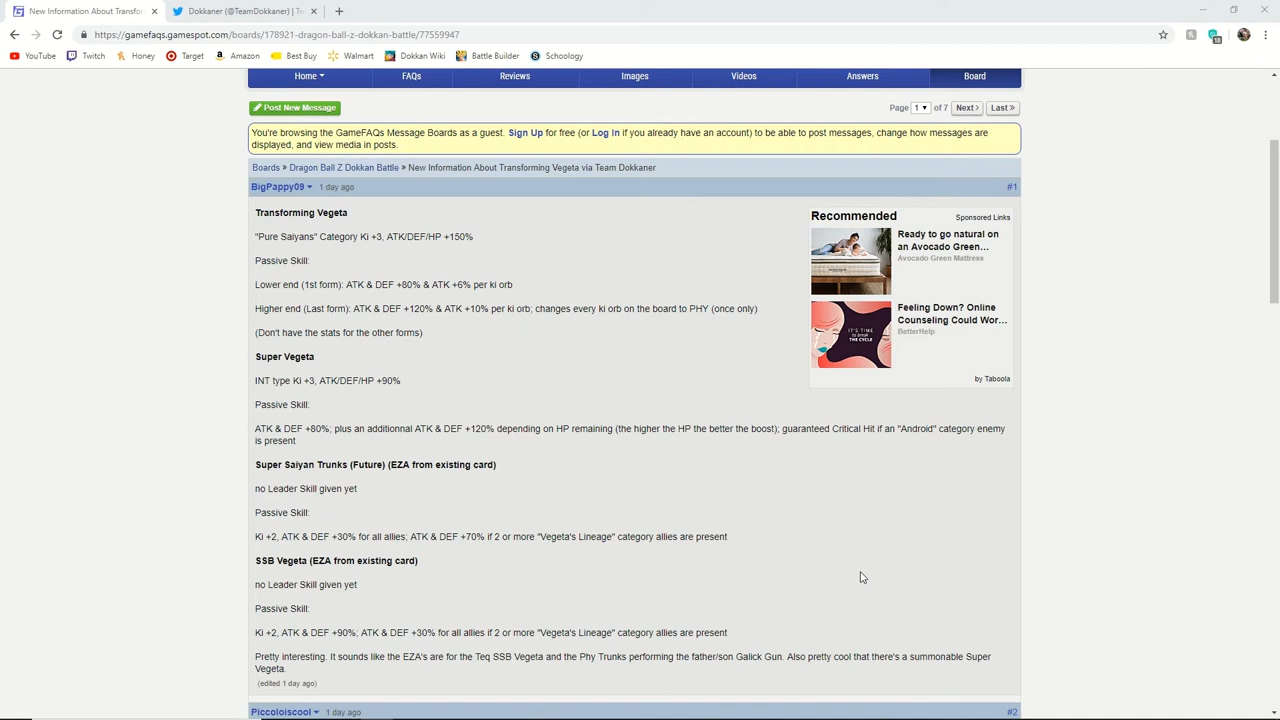 New Information About Transfo
Dokkaner (@TeamDokkaner) | T
https://gamefaqs.gamespot.com/boards/178921-dragon-ball-z-dokkan-battle/77559947
YouTube Twitch Honey Target Amazon Best Buy Walmart Dokkan Wiki Battle Builder Schoology
Home FAQs Reviews Images Videos Answers Board
Post New Message
Page 1 of 7 Next> Last»
You're browsing the GameFAQs Message Boards as a guest. Sign Up for free (or Log In if you already have an account) to be able to post messages, change how messages are
displayed, and view media in posts.
Boards » Dragon Ball Z Dokkan Battle » New Information About Transforming Vegeta via Team Dokkaner
BigPappy09 1 day ago #1
Transforming Vegeta
"Pure Saiyans" Category Ki +3, ATK/DEF/HP +150%
Passive Skill:
Lower end (1st form): ATK & DEF +80% & ATK +6% per ki orb
Higher end (Last form): ATK & DEF +120% & ATK +10% per ki orb; changes every ki orb on the board to PHY (once only)
(Don't have the stats for the other forms)
Super Vegeta
INT type Ki +3, ATK/DEF/HP +90%
Passive Skill:
ATK & DEF +80%; plus an additionnal ATK & DEF +120% depending on HP remaining (the higher the HP the better the boost); guaranteed Critical Hit if an "Android" category enemy
is present
Super Saiyan Trunks (Future) (EZA from existing card)
no Leader Skill given yet
Passive Skill:
Ki +2, ATK & DEF +30% for all allies; ATK & DEF +70% if 2 or more "Vegeta's Lineage" category allies are present
SSB Vegeta (EZA from existing card)
no Leader Skill given yet
Passive Skill:
Ki +2, ATK & DEF +90%; ATK & DEF +30% for all allies if 2 or more "Vegeta's Lineage" category allies are present
Pretty interesting. It sounds like the EZA's are for the Teq SSB Vegeta and the Phy Trunks performing the father/son Galick Gun. Also pretty cool that there's a summonable Super
Vegeta.
(edited 1 day ago)
Recommended Sponsored Links
Ready to go natural on
an Avocado Green...
Avocado Green Mattress
IT'S TIME
to break
THE CYCLE
Feeling Down? Online
Counseling Could Wor...
BetterHelp
by Taboola
Piccoloiscool 1 day ago #2